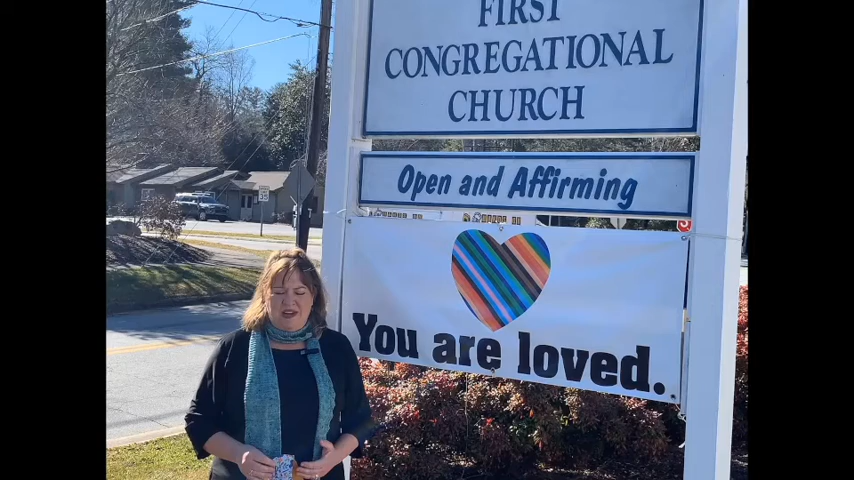 FIRST
CONGREGATIONAL
CHURCH
Open and Affirming
You are loved.